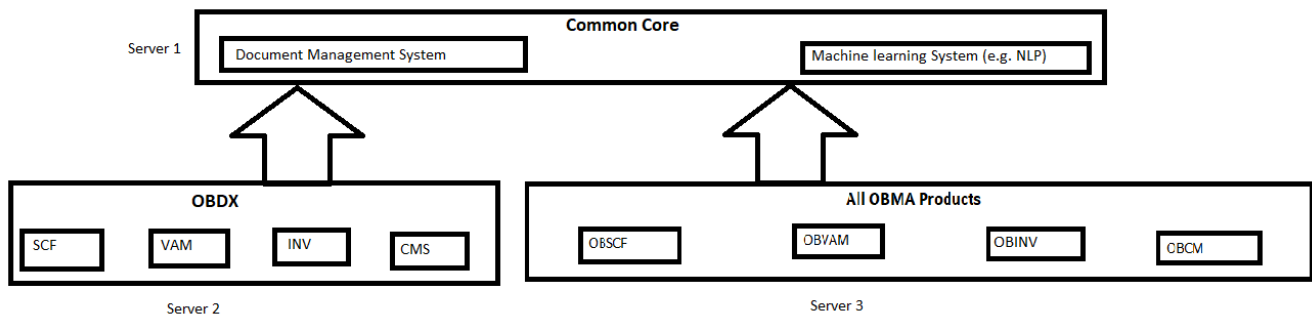 Common Core
Server 1
Document Management System
Machine learning System (e.g. NLP)
OBDX
SCF
VAM
INV
CMS
Server 2
All OBMA Products
OBSCF
OBVAM
OBINV
OBCM
Server 3